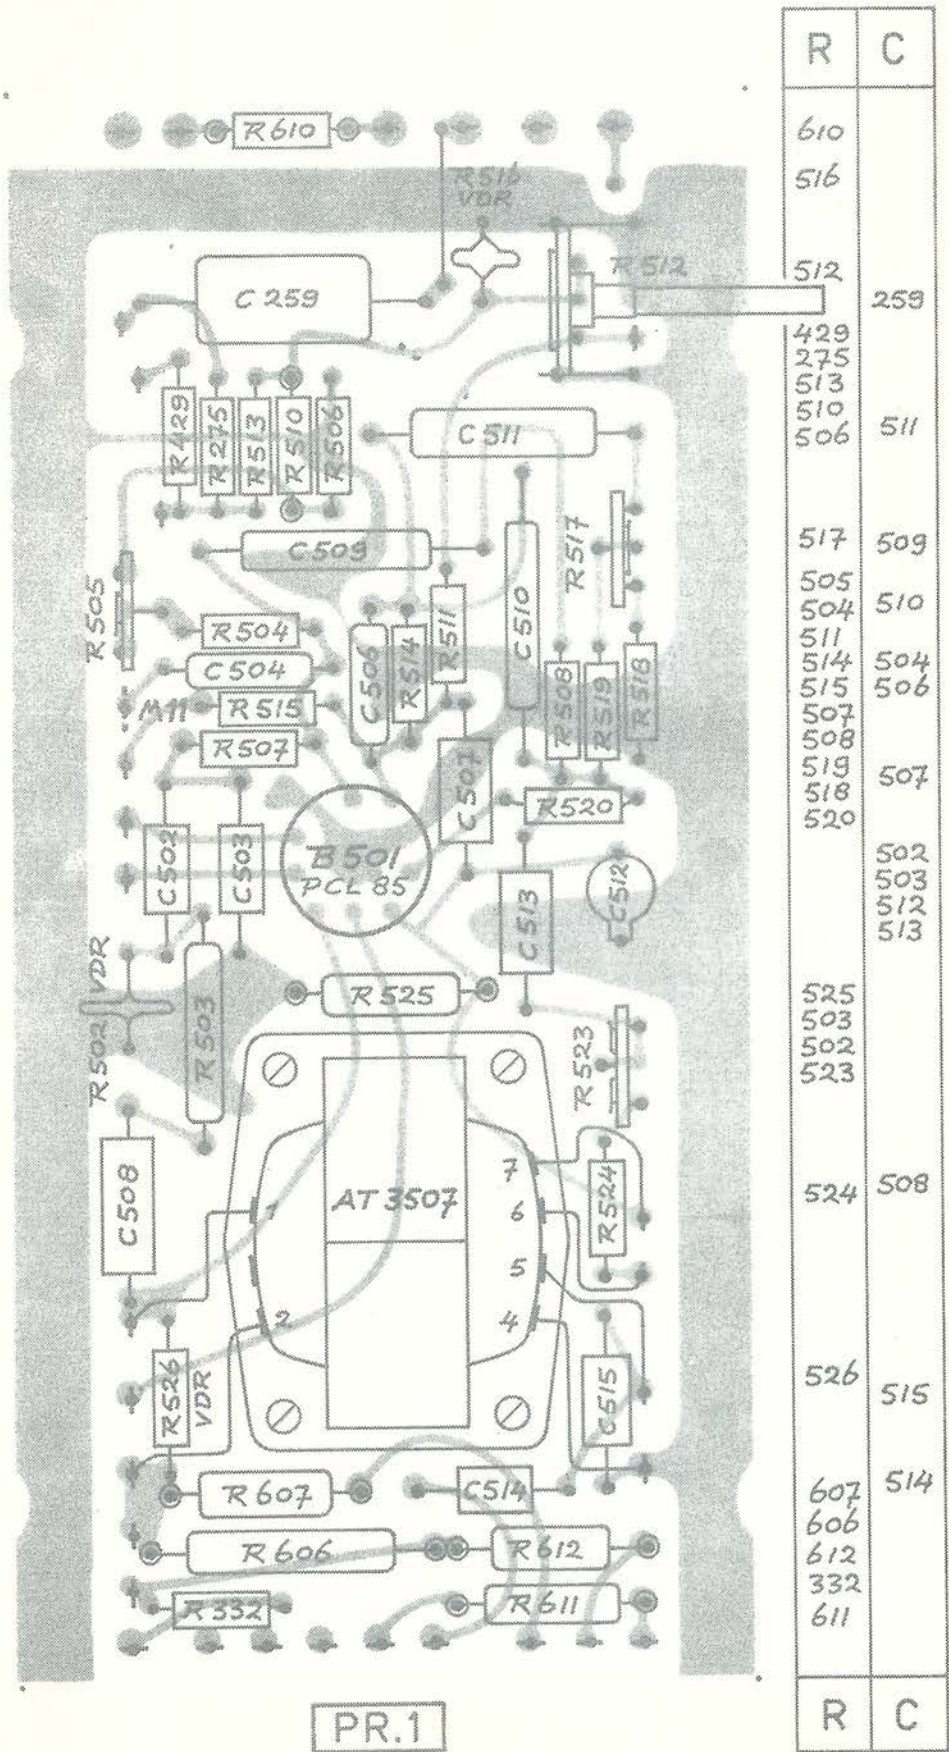 R C
R610
610
R516
VDR
516
R512
512
C 259
259
429
275
513
510
506
R429
R275
R513
R510
R506
C 511
511
C509
R517
517
509
R505
R504
C504
M11
R515
R507
C506
R514
R511
C510
R508
R519
R518
505
504
511
514
515
507
508
519
518
520
510
504
506
507
C507
R520
C502
C503
B501
PCL 85
C513
C512
502
503
512
513
R502 VDR
R503
R525
R523
525
503
502
523
C508
AT 3507
1
2
7
6
5
4
R524
524
508
R526
VDR
C515
526
515
R607
C514
514
R606
R612
R332
R611
607
606
612
332
611
PR.1
R C